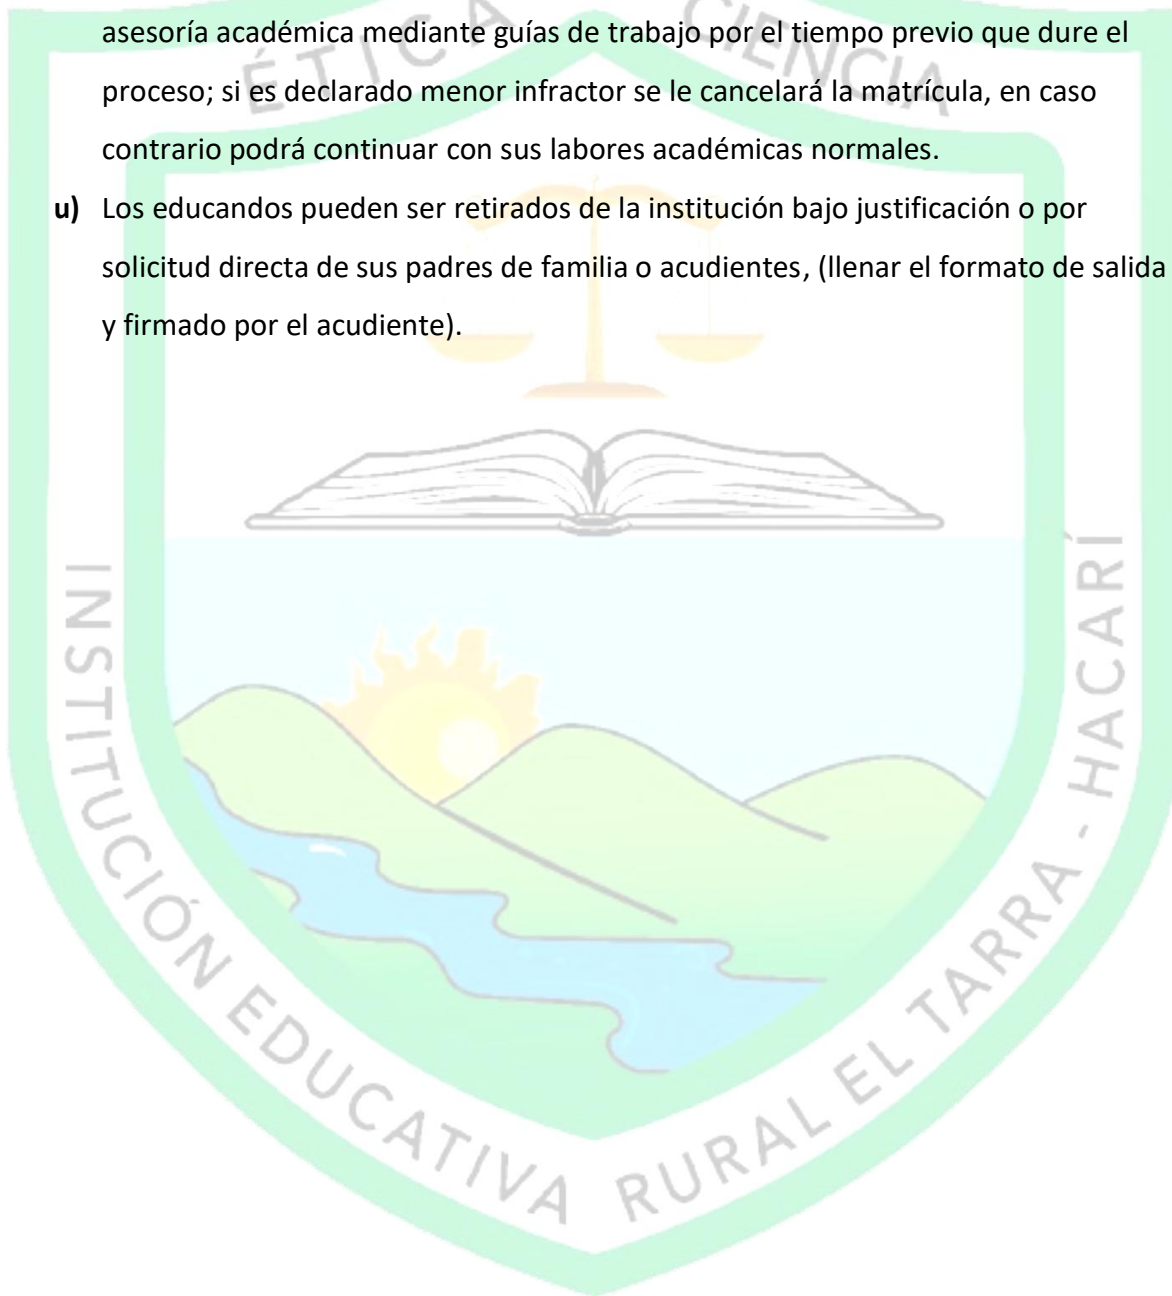 ÉTICA CIENCIA
asesoría académica mediante guías de trabajo por el tiempo previo que dure el
proceso; si es declarado menor infractor se le cancelará la matrícula, en caso
contrario podrá continuar con sus labores académicas normales.
u) Los educandos pueden ser retirados de la institución bajo justificación o por
solicitud directa de sus padres de familia o acudientes, (llenar el formato de salida
y firmado por el acudiente).
INSTITUCIÓN EDUCATIVA RURAL EL TARRA - HACARÍ